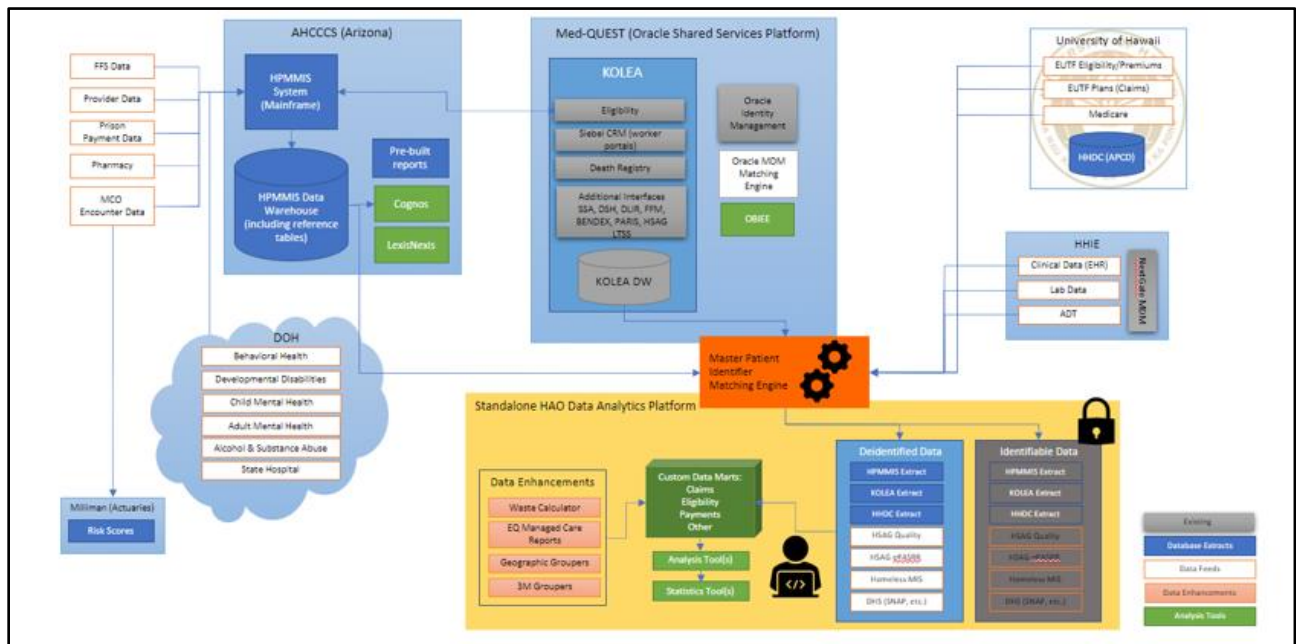 AHCCCS (Arizona)
FFS Data
Provider Data
Prison
Payment Data
Pharmacy
MCO
Encounter Data
HPMMIS
System
(Mainframe)
HPMMIS Data
Warehouse
(including reference
tables)
Pre-built
reports
Cognos
LexisNexis
Med-QUEST (Oracle Shared Services Platform)
KOLEA
Eligibility
Siebel CRM (worker
portals)
Death Registry
Additional Interfaces
SSA, DSH, DLIR, FFM,
BENDEX, PARIS, HSAG
LTSS
KOLEA DW
Oracle
Identity
Management
Oracle MDM
Matching
Engine
OBIEE
University of Hawaii
EUTF Eligibility/Premiums
EUTF Plans (Claims)
Medicare
HHDC (APCD)
HHIE
Clinical Data (EHR)
Lab Data
ADT
NextGate MDM
DOH
Behavioral Health
Developmental Disabilities
Child Mental Health
Adult Mental Health
Alcohol & Substance Abuse
State Hospital
Milliman (Actuaries)
Risk Scores
Master Patient
Identifier
Matching Engine
Standalone HAO Data Analytics Platform
Data Enhancements
Waste Calculator
EQ Managed Care
Reports
Geographic Groupers
3M Groupers
Custom Data Marts:
Claims
Eligibility
Payments
Other
Analysis Tool(s)
Statistics Tool(s)
Deidentified Data
HPMMIS Extract
KOLEA Extract
HHDC Extract
HSAG Quality
HSAG
Homeless MIS
DHS (SNAP, etc.)
Identifiable Data
HPMMIS Extract
KOLEA Extract
HHDC Extract
HSAG Quality
HSAG
Homeless MIS
DHS (SNAP, etc.)
Existing
Database Extracts
Data Feeds
Data Enhancements
Analysis Tools